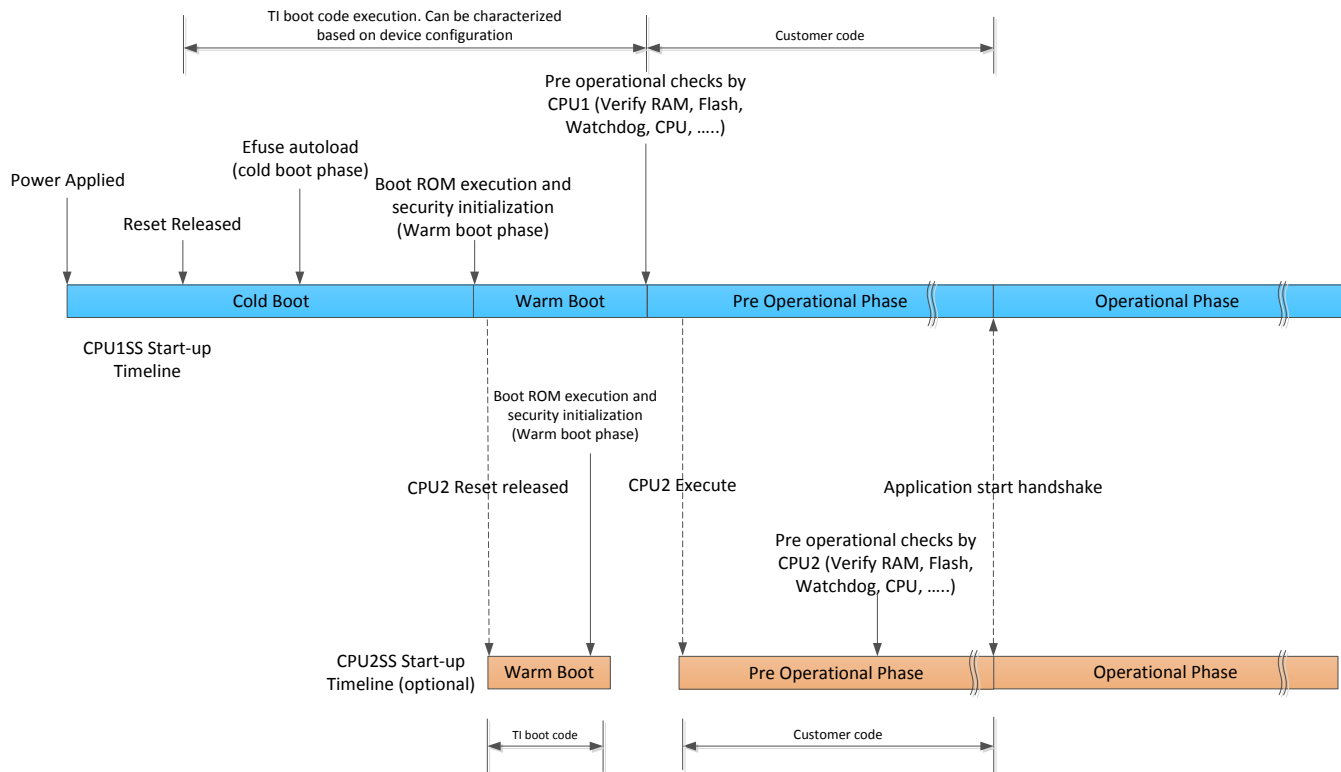 TI boot code execution. Can be characterized
based on device configuration
Customer code
Pre operational checks by
CPU1 (Verify RAM, Flash,
Watchdog, CPU, …..)
Efuse autoload
(cold boot phase)
Power Applied
Boot ROM execution and
security initialization
(Warm boot phase)
Reset Released
Cold Boot
Warm Boot
Pre Operational Phase
Operational Phase
CPU1SS Start-up
Timeline
Boot ROM execution and
security initialization
(Warm boot phase)
CPU2 Reset released
CPU2 Execute
Application start handshake
Pre operational checks by
CPU2 (Verify RAM, Flash,
Watchdog, CPU, …..)
CPU2SS Start-up
Timeline (optional)
Warm Boot
Pre Operational Phase
Operational Phase
TI boot code
Customer code